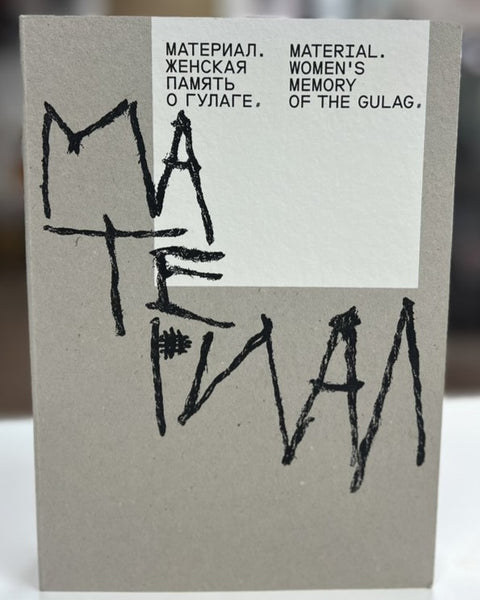 МАТЕРИАЛ.
ЖЕНСКАЯ
ПАМЯТЬ
О ГУЛАГЕ.
MATERIAL.
WOMEN'S
MEMORY
OF THE GULAG.
МА
ТЕ
РИАЛ